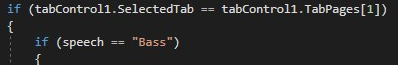 if (tabControl1.SelectedTab == tabControl1.TabPages[1])
{
if (speech == "Bass")
{